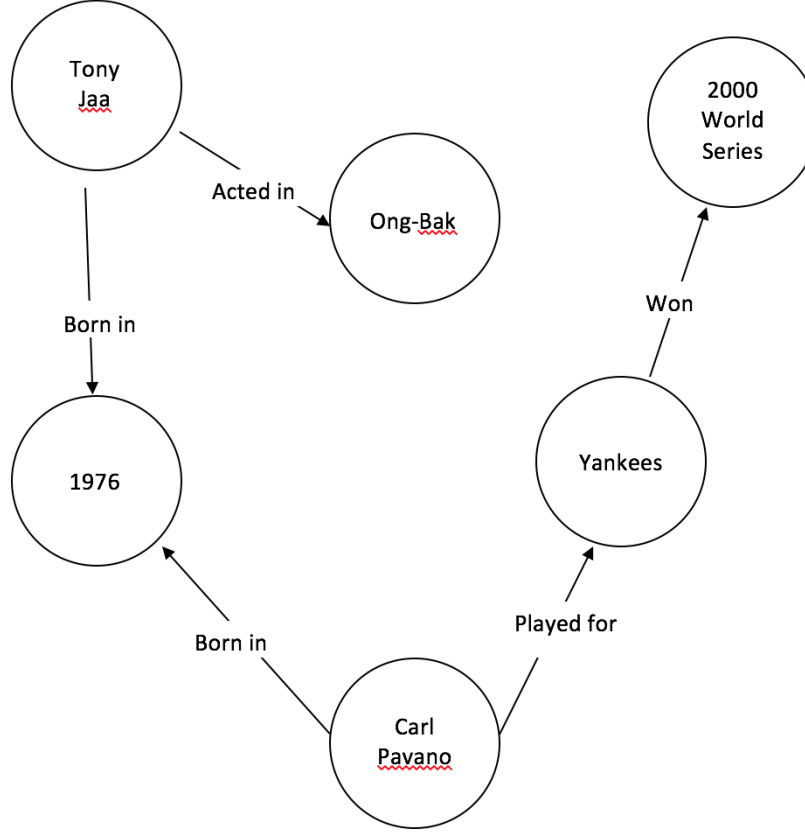 Tony
Jaa
2000
World
Series
Acted in
Ong-Bak
Won
Born in
Yankees
1976
Played for
Born in
Carl
Pavano